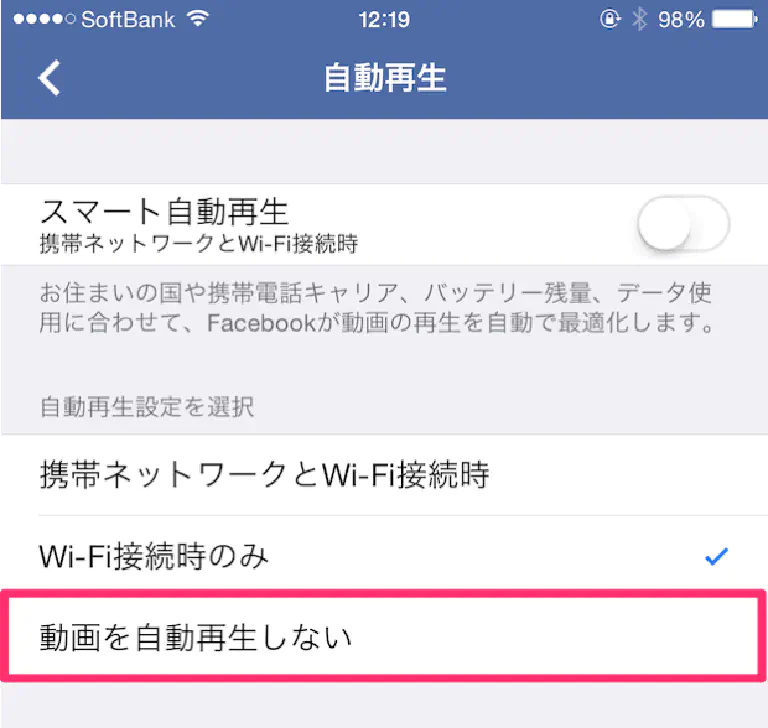 SoftBank 12:19 98%
自動再生
スマート自動再生
携帯ネットワークとWi-Fi接続時
お住まいの国や携帯電話キャリア、バッテリー残量、データ使
用に合わせて、Facebookが動画の再生を自動で最適化します。
自動再生設定を選択
携帯ネットワークとWi-Fi接続時
Wi-Fi接続時のみ
動画を自動再生しない